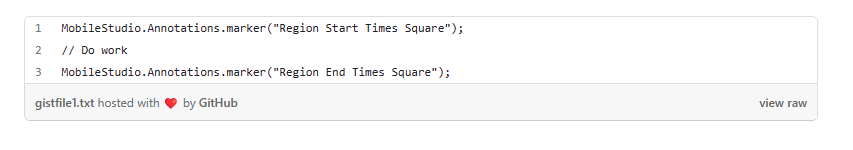 1 MobileStudio.Annotations.marker("Region Start Times Square");
2 // Do work
3 MobileStudio.Annotations.marker("Region End Times Square");
gistfile1.txt hosted with ❤ by GitHub view raw